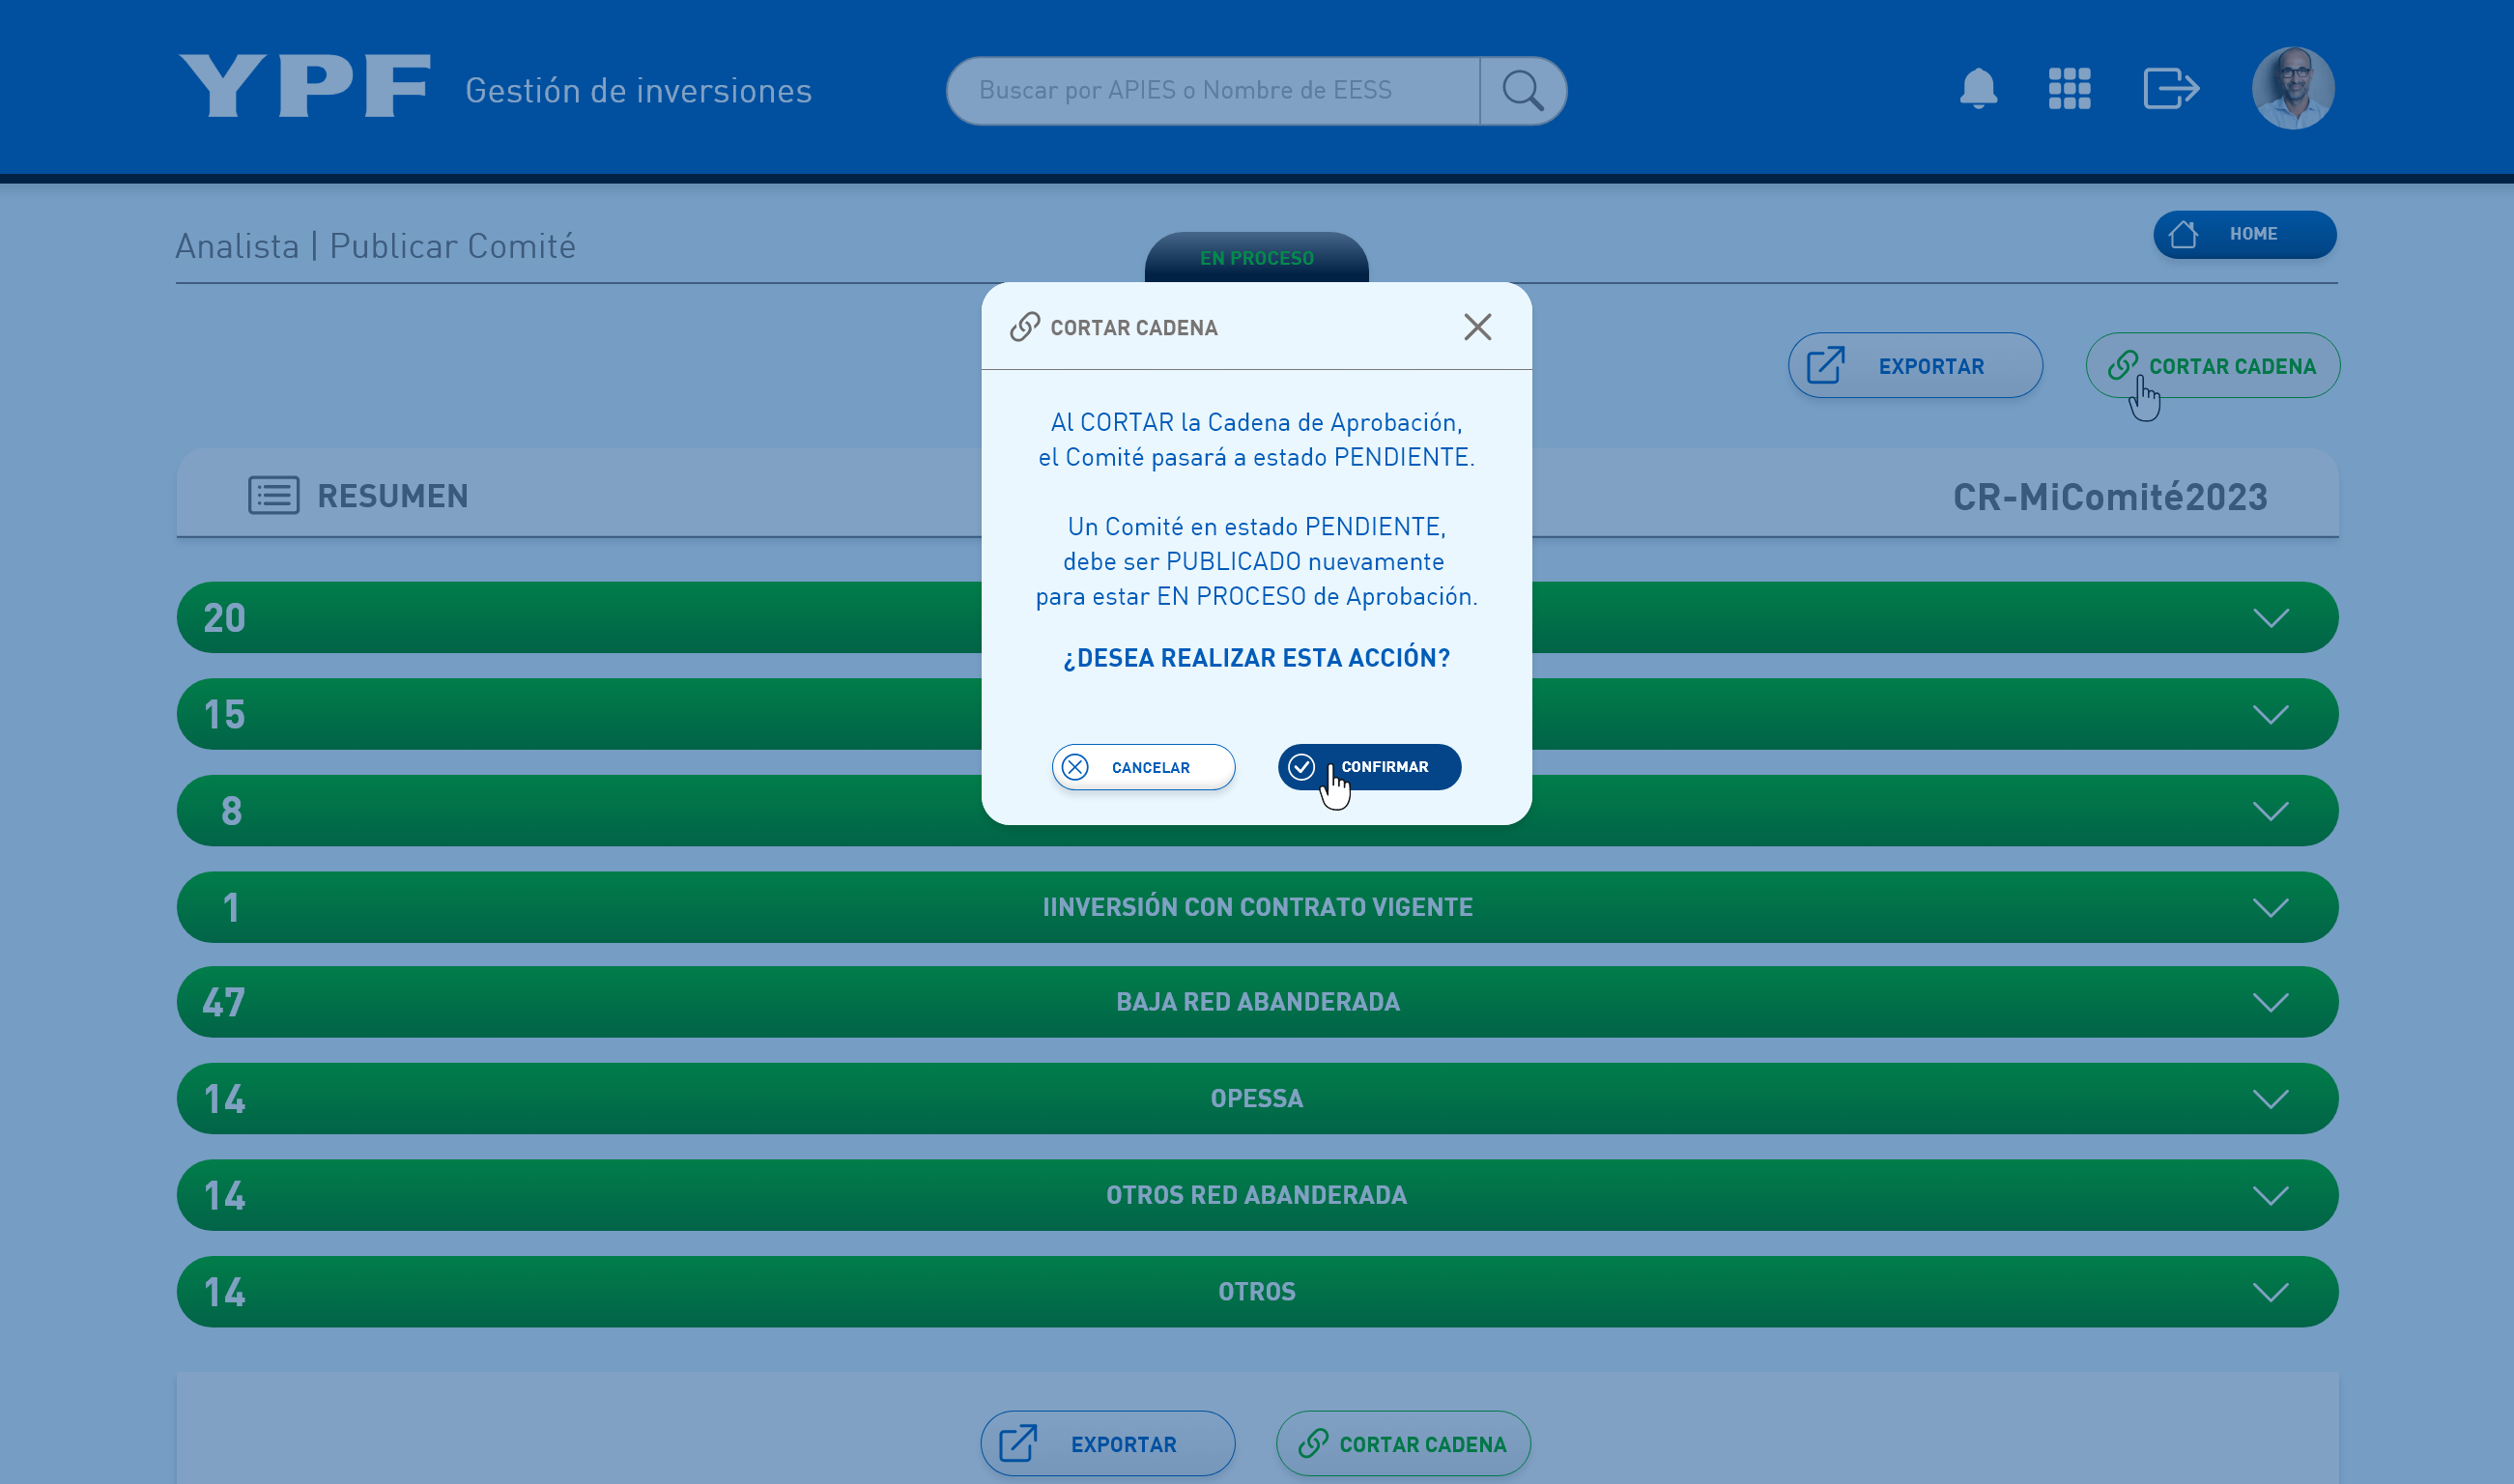 YPF Gestión de inversiones
Buscar por APIES o Nombre de EESS
Analista | Publicar Comité
EN PROCESO
HOME
CORTAR CADENA
EXPORTAR
CORTAR CADENA
Al CORTAR la Cadena de Aprobación,
el Comité pasará a estado PENDIENTE.
Un Comité en estado PENDIENTE,
debe ser PUBLICADO nuevamente
para estar EN PROCESO de Aprobación.
¿DESEA REALIZAR ESTA ACCIÓN?
CANCELAR
CONFIRMAR
RESUMEN
CR-MiComité2023
20
15
8
1 IINVERSIÓN CON CONTRATO VIGENTE
47 BAJA RED ABANDERADA
14 OPESSA
14 OTROS RED ABANDERADA
14 OTROS
EXPORTAR
CORTAR CADENA